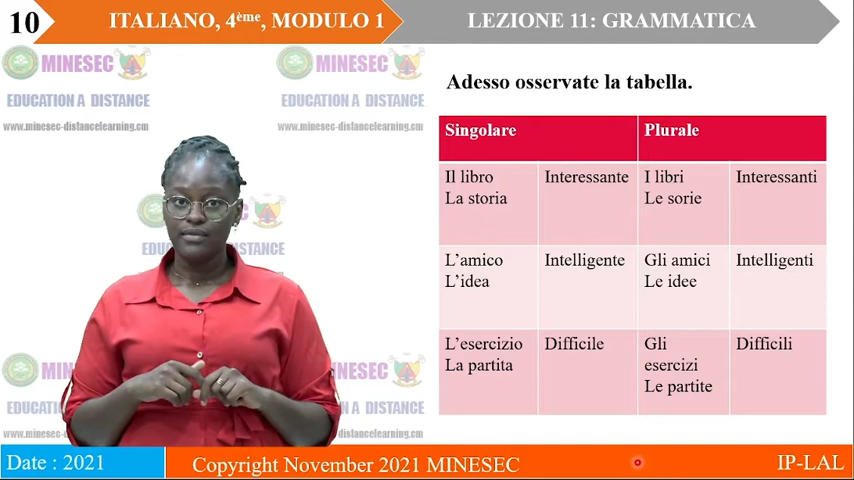 10
ITALIANO, 4ème, MODULO 1
LEZIONE 11: GRAMMATICA
MINESEC
EDUCATION A DISTANCE
www.minesec-distancelearning.cm
MINESEC
EDUCATION A DISTANCE
www.minesec-distancelearning.cm
Adesso osservate la tabella.
Singolare Plurale
Il libro Interessante I libri Interessanti
La storia Le sorie
L'amico Intelligente Gli amici Intelligenti
L'idea Le idee
L'esercizio Difficile Gli Difficili
La partita esercizi
Le partite
Date : 2021
Copyright November 2021 MINESEC
IP-LAL